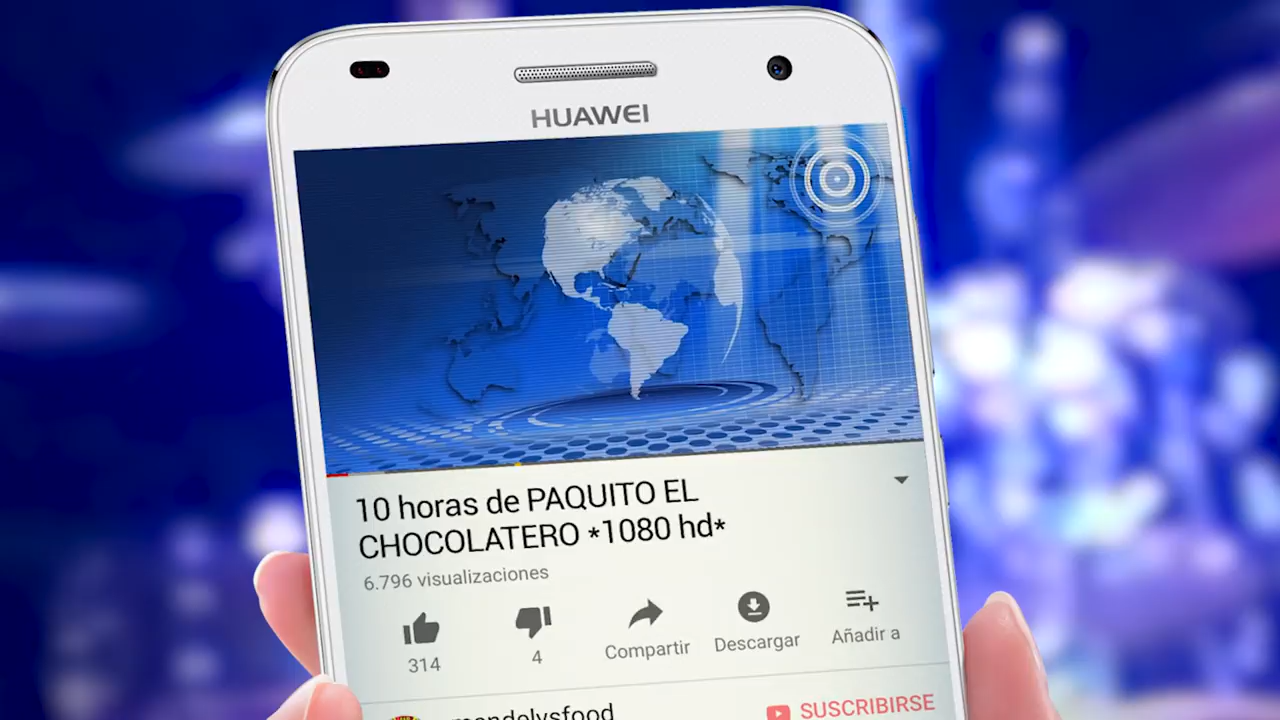 HUAWEI
10 horas de PAQUITO EL
CHOCOLATERO *1080 hd*
6.796 visualizaciones
314
4
Compartir
Descargar
Añadir a
SUSCRIBIRSE